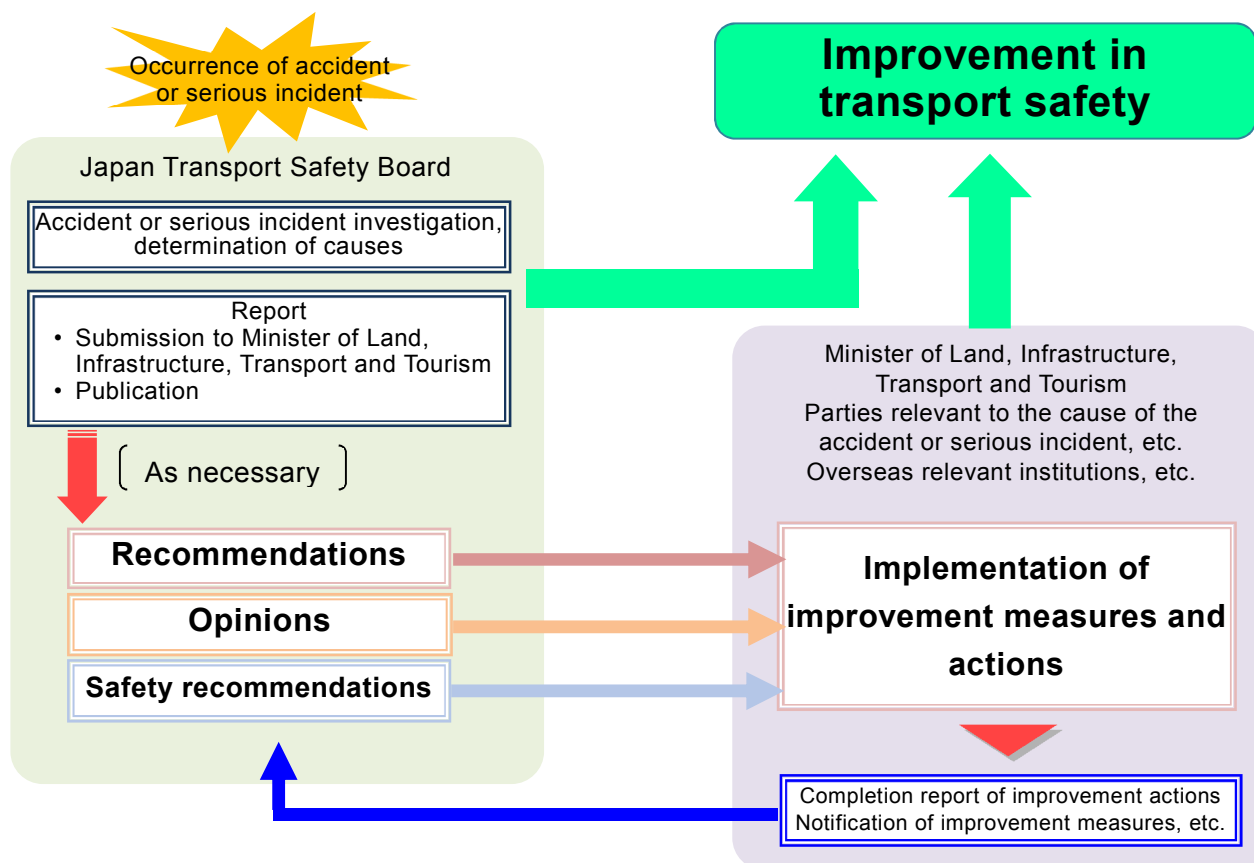 Occurrence of accident
or serious incident
Improvement in
transport safety
Japan Transport Safety Board
Accident or serious incident investigation,
determination of causes
Report
• Submission to Minister of Land,
Infrastructure, Transport and Tourism
• Publication
As necessary
Recommendations
Opinions
Safety recommendations
Minister of Land, Infrastructure,
Transport and Tourism
Parties relevant to the cause of the
accident or serious incident, etc.
Overseas relevant institutions, etc.
Implementation of
improvement measures and
actions
Completion report of improvement actions
Notification of improvement measures, etc.